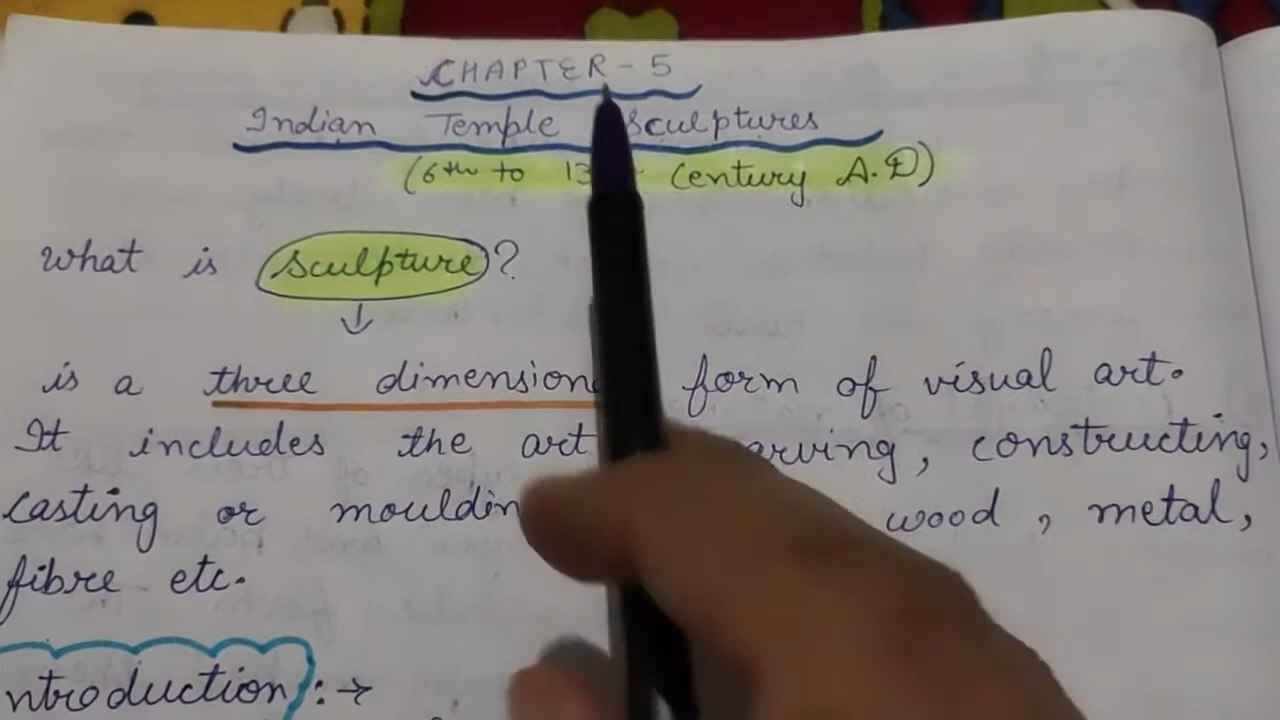 CHAPTER - 5
Indian Temple Sculptures
(6th to 13 century A.D)
What is sculpture?
↓
is a three dimension form of visual art.
It includes the art arving, constructing,
casting or mouldin wood, metal,
fibre etc.
ntroduction :→